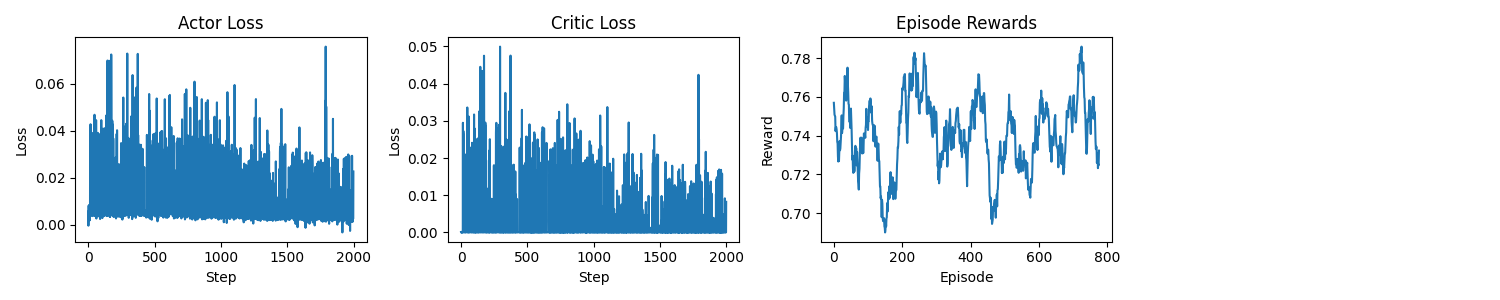 Actor Loss
Loss
0.06
0.04
0.02
0.00
0 500 1000 1500 2000
Step
Critic Loss
Loss
0.05
0.04
0.03
0.02
0.01
0.00
0 500 1000 1500 2000
Step
Episode Rewards
Reward
0.78
0.76
0.74
0.72
0.70
0 200 400 600 800
Episode